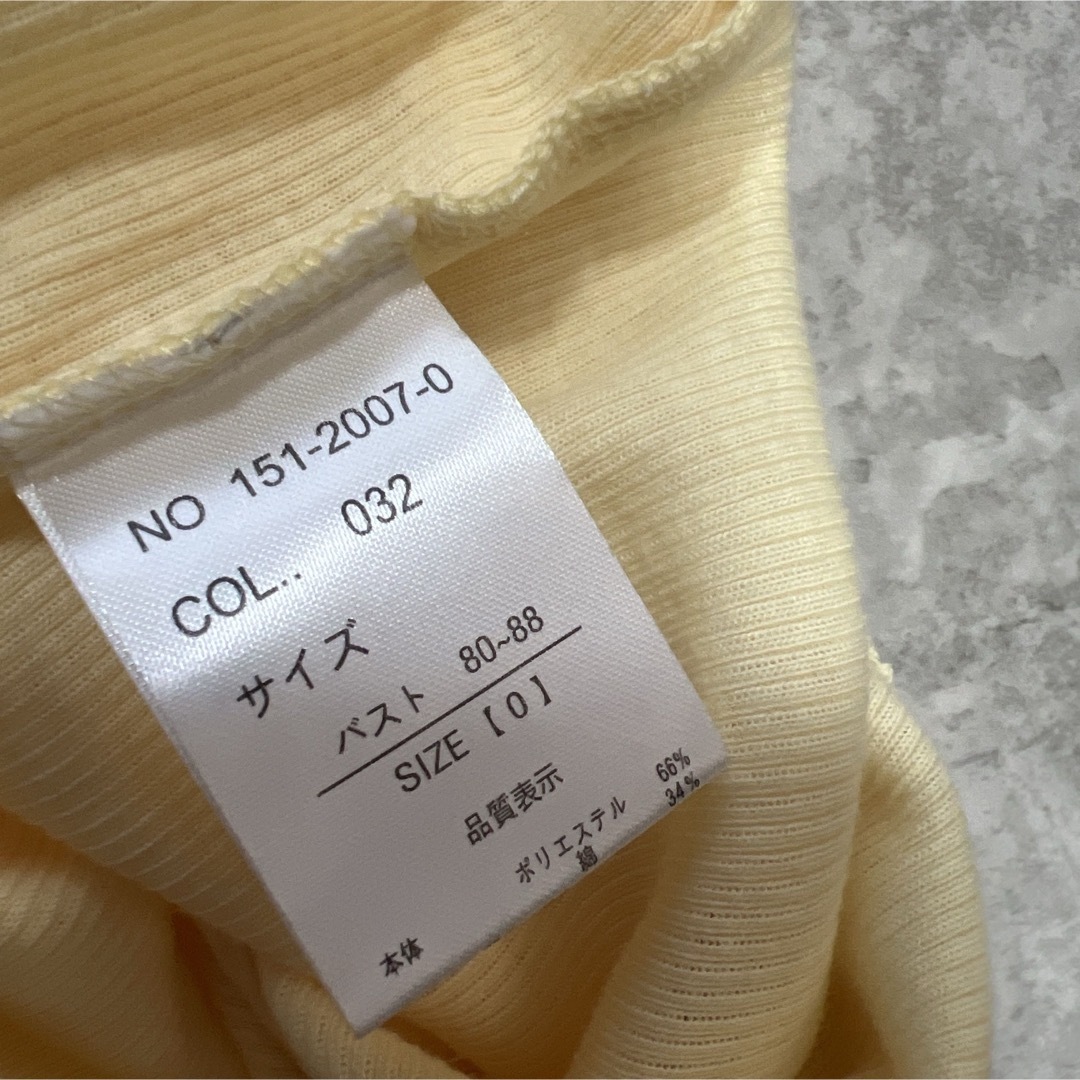 NO 151-2007-0
COL.. 032
サイズ
バスト 80~88
SIZE【 0 】
品質表示
本体 ポリエステル 66%
綿 34%